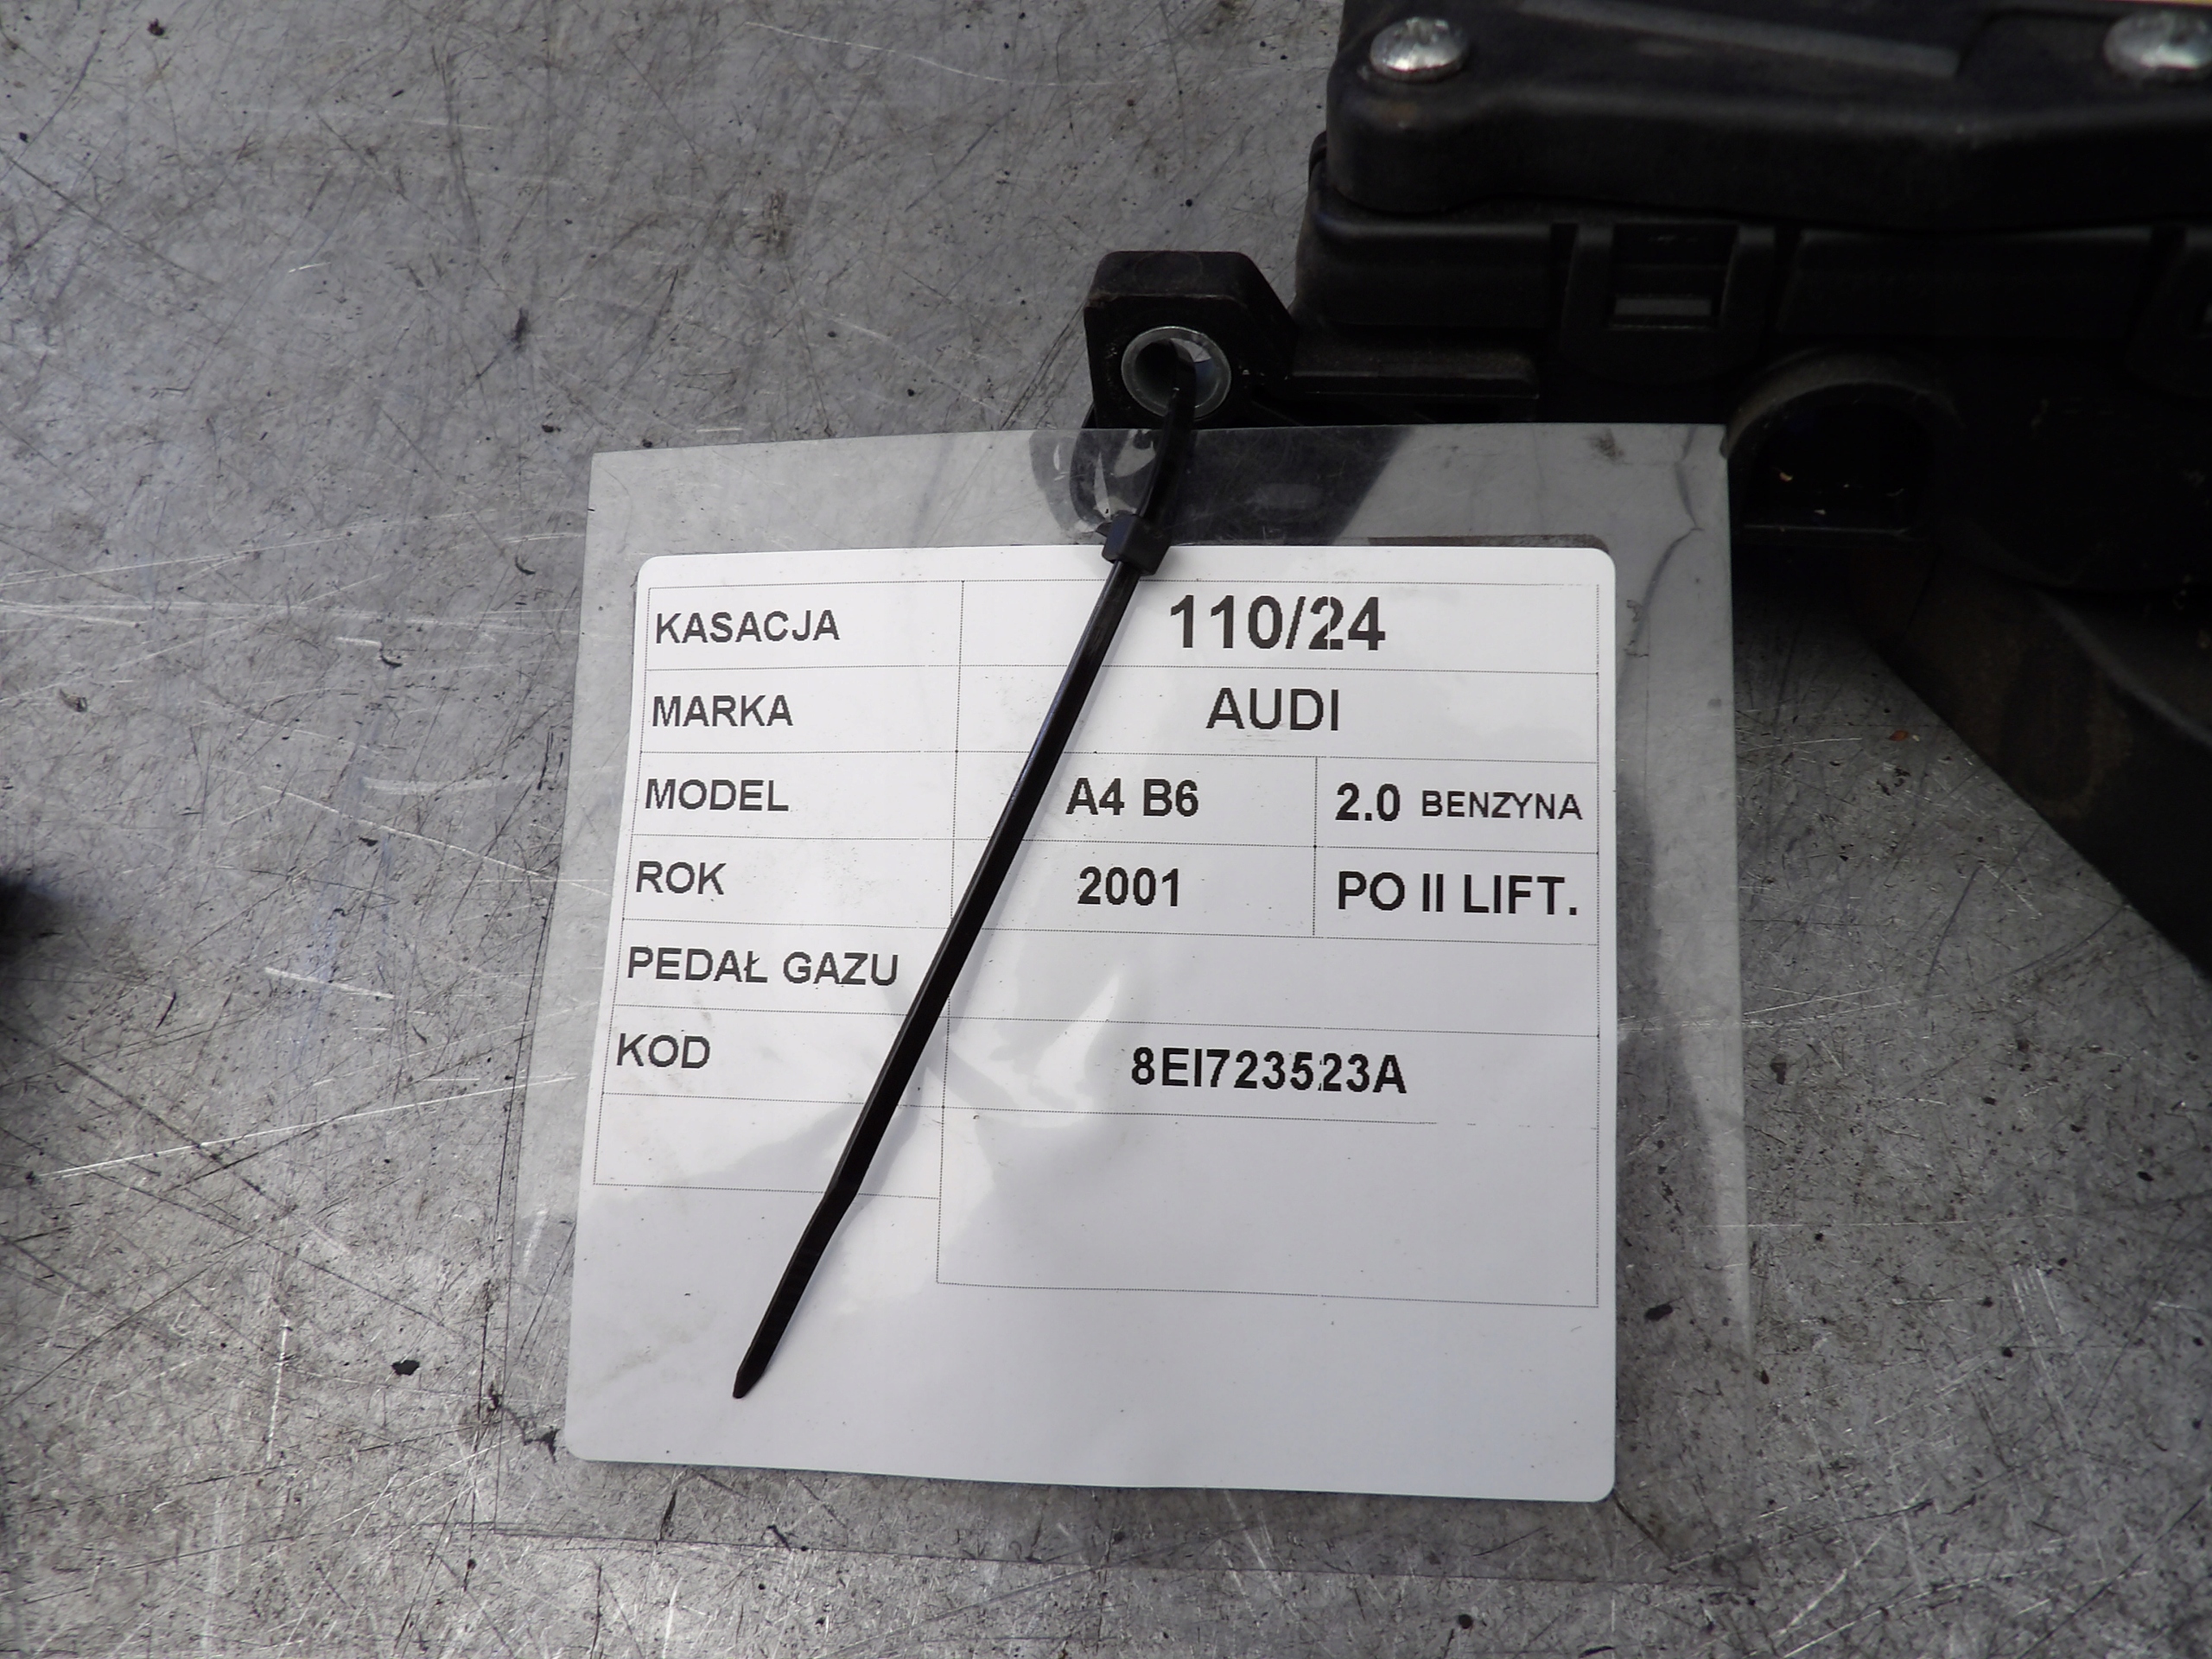 KASACJA 110/24
MARKA AUDI
MODEL A4 B6 2.0 BENZYNA
ROK 2001 PO II LIFT.
PEDAŁ GAZU
KOD 8EI723523A